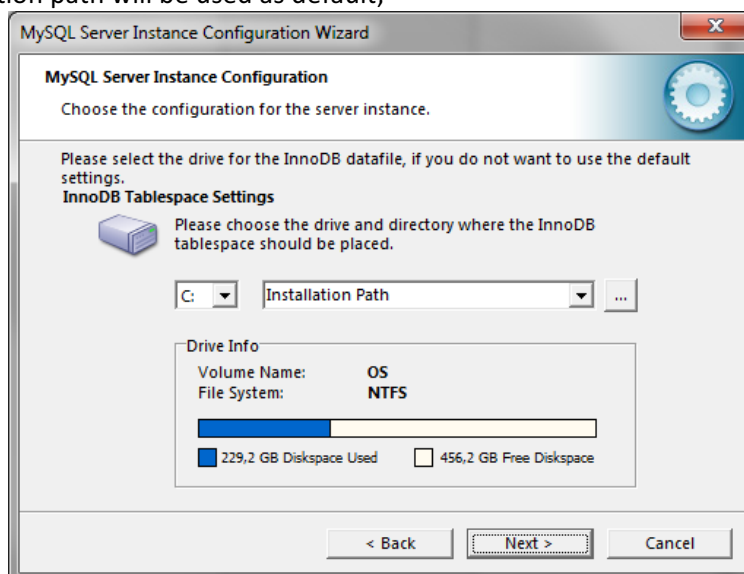 tion path will be used as default,
MySQL Server Instance Configuration Wizard
MySQL Server Instance Configuration
Choose the configuration for the server instance.
Please select the drive for the InnoDB datafile, if you do not want to use the default
settings.
InnoDB Tablespace Settings
Please choose the drive and directory where the InnoDB
tablespace should be placed.
C: Installation Path ...
Drive Info
Volume Name: OS
File System: NTFS
229,2 GB Diskspace Used 456,2 GB Free Diskspace
< Back Next > Cancel